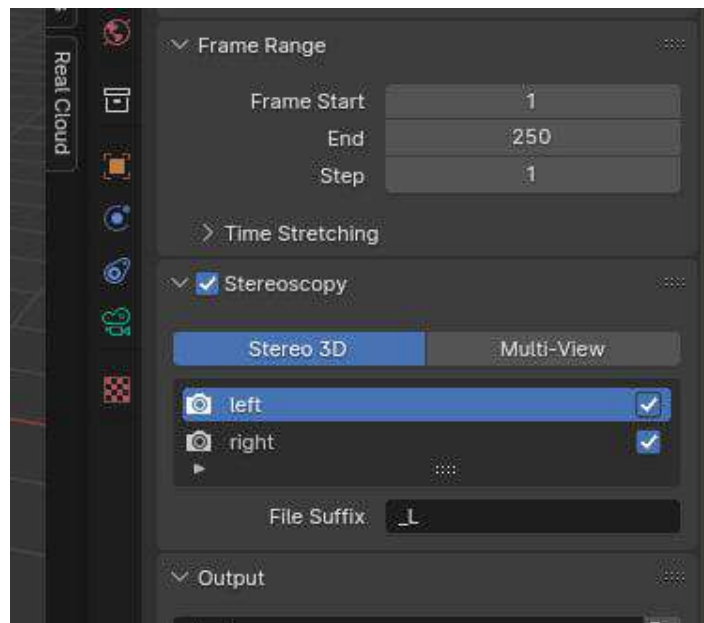 Real Cloud
Frame Range
Frame Start 1
End 250
Step 1
Time Stretching
Stereoscopy
Stereo 3D Multi-View
left
right
File Suffix _L
Output